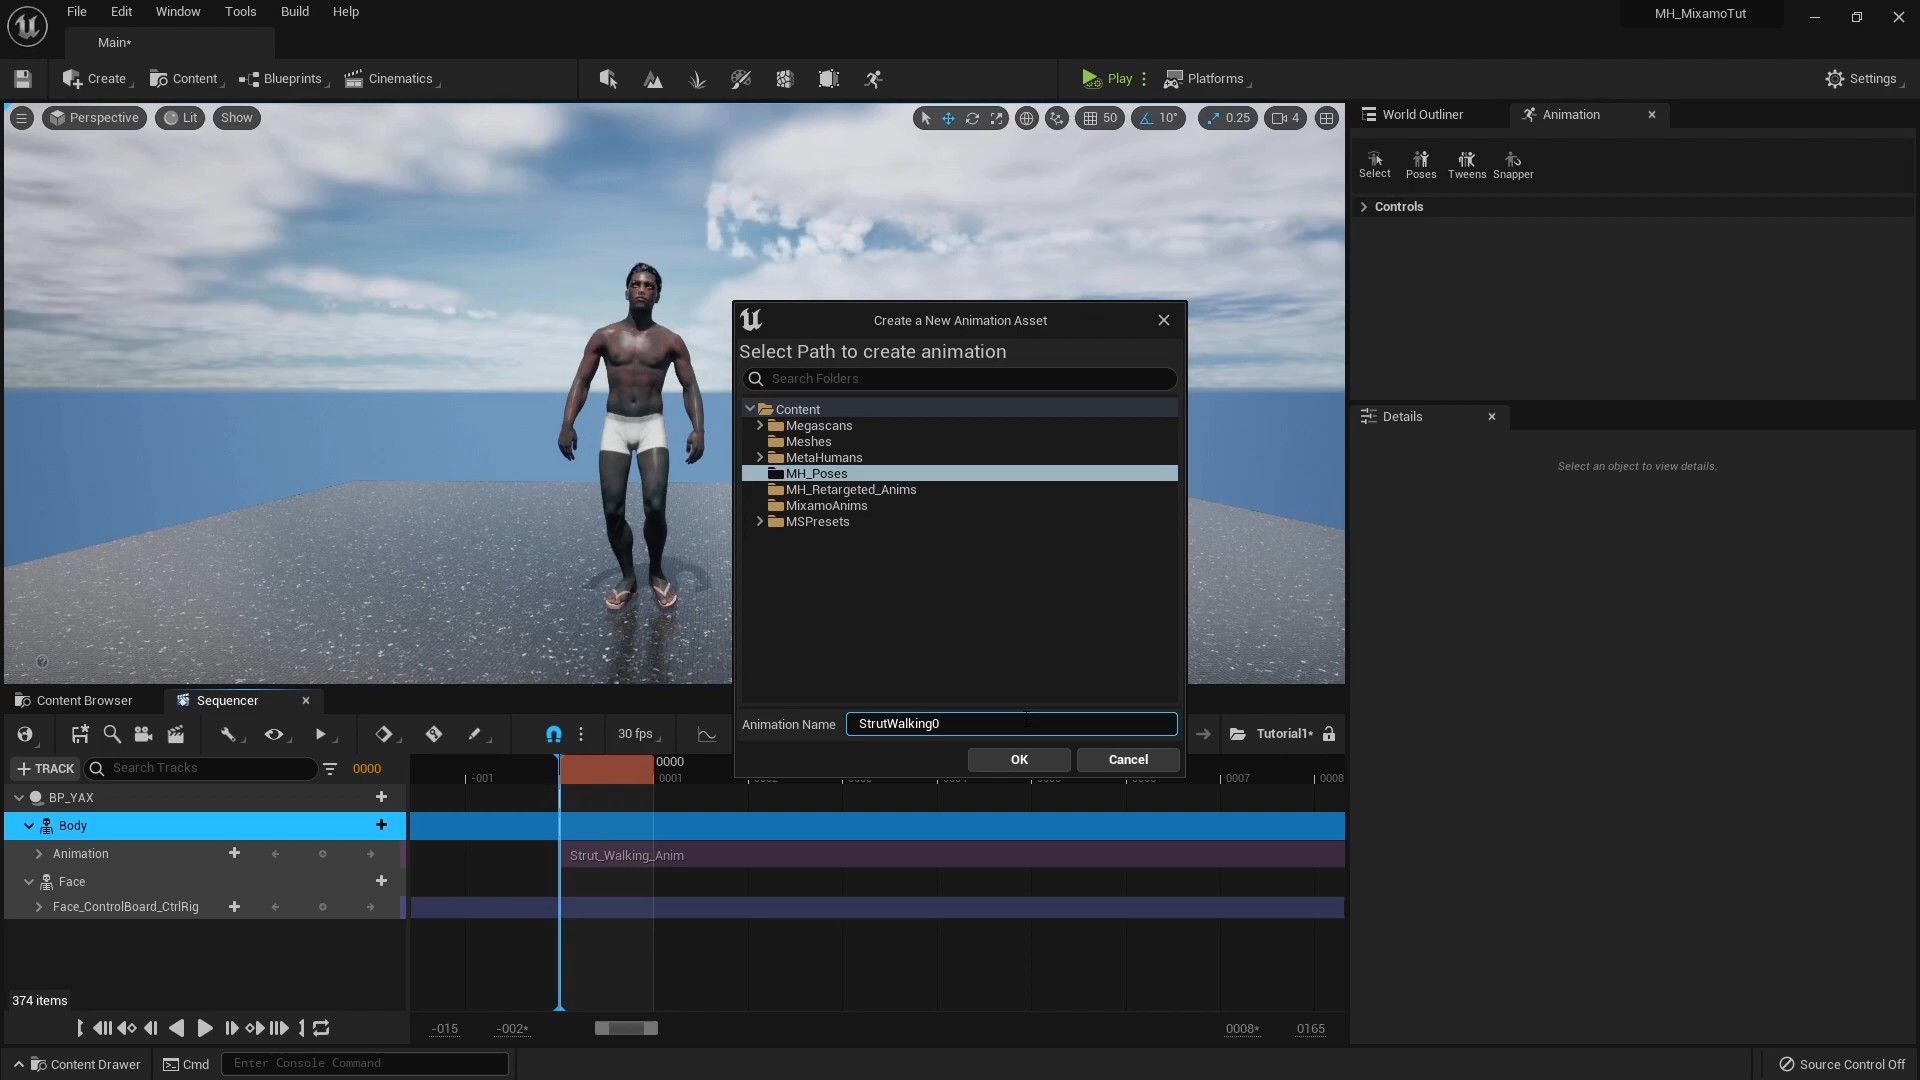 File Edit Window Tools Build Help
MH_MixamoTut
Main*
Create Content Blueprints Cinematics
Play Platforms
Settings
Perspective Lit Show
50 10° 0.25 4
World Outliner Animation
Select Poses Tweens Snapper
Controls
Create a New Animation Asset
Select Path to create animation
Search Folders
Content
Megascans
Meshes
MetaHumans
MH_Poses
MH_Retargeted_Anims
MixamoAnims
MSPresets
Animation Name StrutWalking0
OK Cancel
Details
Select an object to view details.
Content Browser Sequencer
30 fps
Tutorial1*
TRACK Search Tracks 0000
0000
-001 0001 0007 0008
BP_YAX
Body
Animation
Strut_Walking_Anim
Face
Face_ControlBoard_CtrlRig
374 items
-015 -002* 0008* 0165
Content Drawer Cmd Enter Console Command
Source Control Off